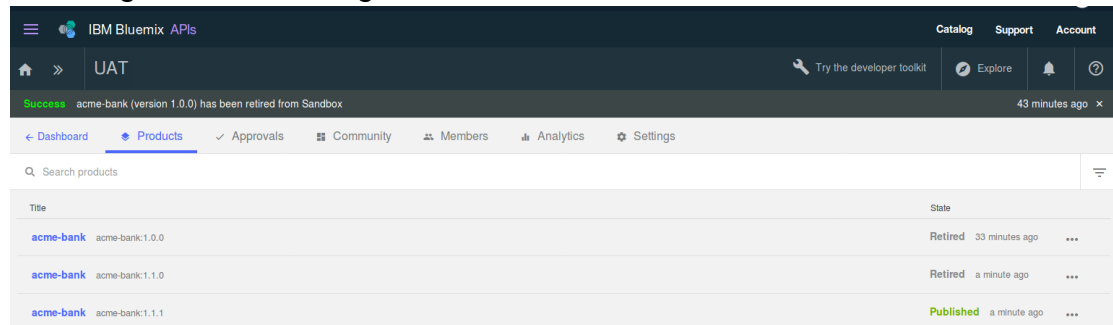 IBM Bluemix APIs Catalog Support Account
UAT Try the developer toolkit Explore
Success acme-bank (version 1.0.0) has been retired from Sandbox 43 minutes ago ×
← Dashboard Products Approvals Community Members Analytics Settings
Search products
Title State
acme-bank acme-bank:1.0.0 Retired 33 minutes ago
acme-bank acme-bank:1.1.0 Retired a minute ago
acme-bank acme-bank:1.1.1 Published a minute ago